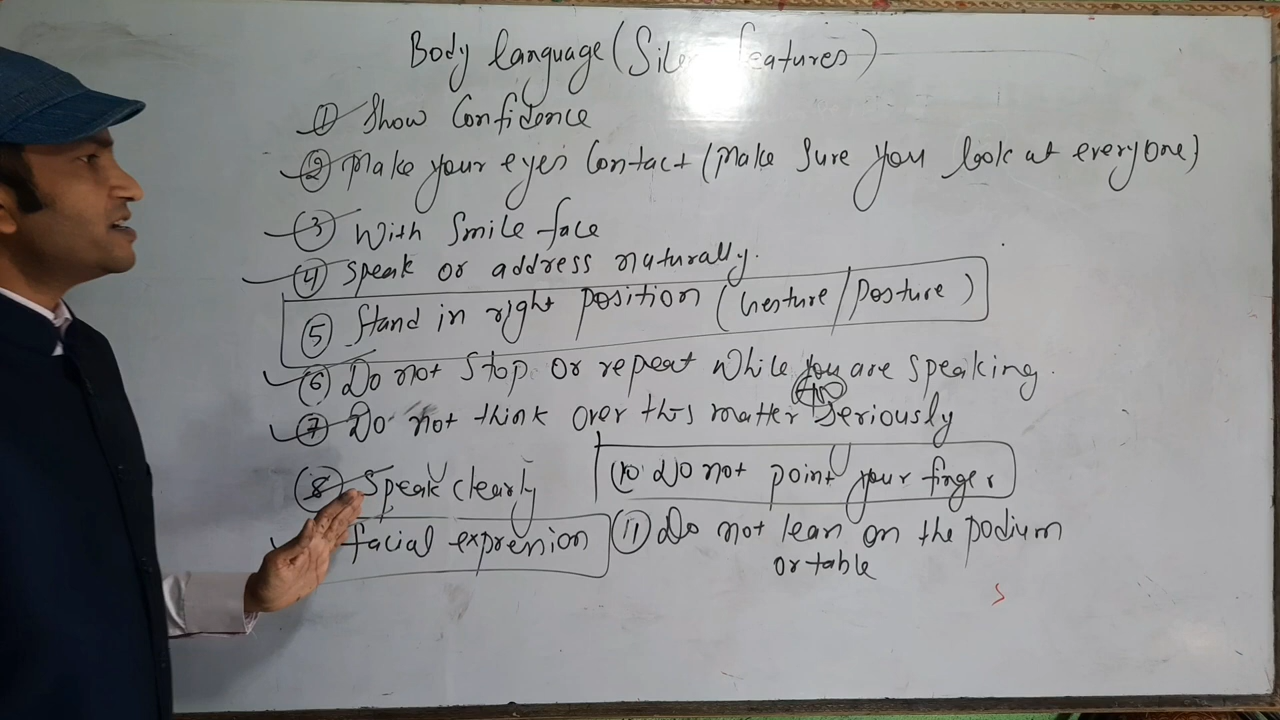 Body language (Silent features)
① Show Confidence
② Make your eyes Contact (Make Sure you look at everyone)
③ With Smile face
④ Speak or address naturally.
⑤ Stand in right position (Gesture/Posture)
⑥ Do not Stop or repeat While you are speaking.
⑦ Do not think over this matter Seriously
⑧ Speak clearly
facial expression
⑩ Do not point your finger
⑪ Do not lean on the podium
or table